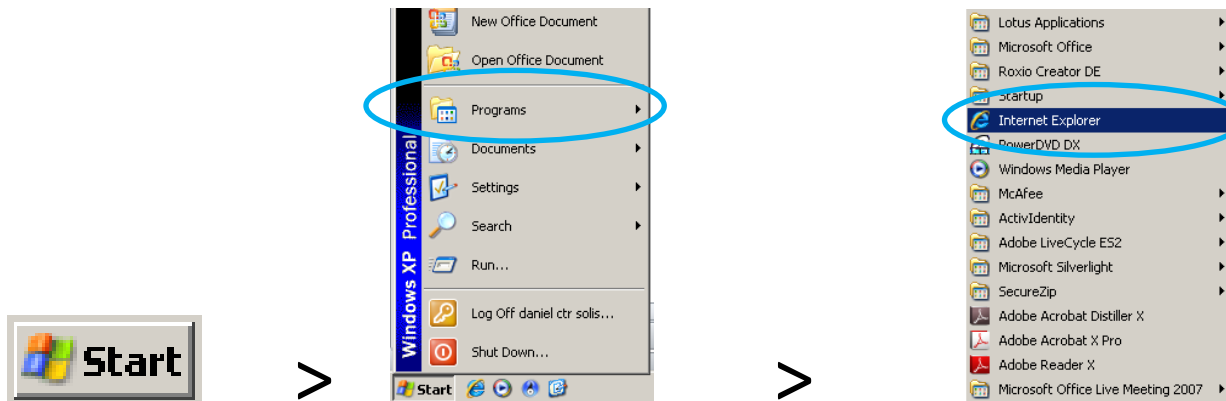 Start
>
New Office Document
Open Office Document
Programs
Documents
Settings
Search
Run...
Log Off daniel ctr solis...
Shut Down...
Windows XP Professional
Start
>
Lotus Applications
Microsoft Office
Roxio Creator DE
Startup
Internet Explorer
PowerDVD DX
Windows Media Player
McAfee
ActivIdentity
Adobe LiveCycle ES2
Microsoft Silverlight
SecureZip
Adobe Acrobat Distiller X
Adobe Acrobat X Pro
Adobe Reader X
Microsoft Office Live Meeting 2007